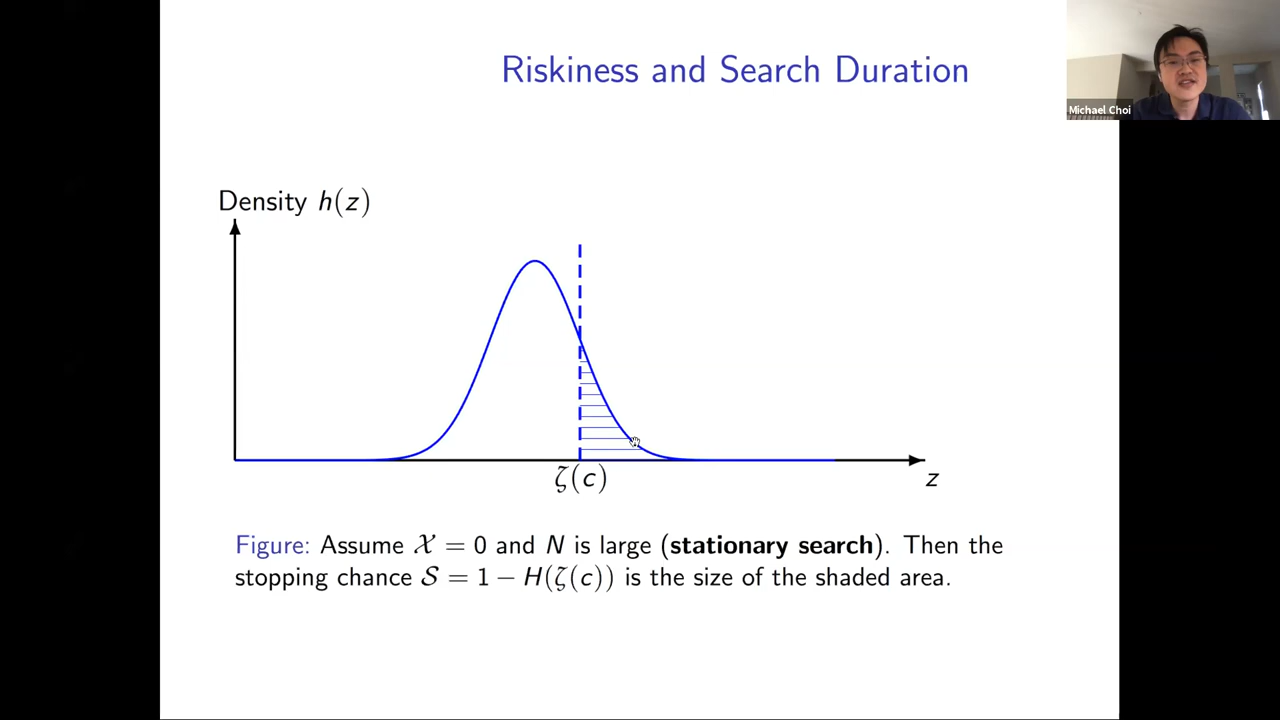 Riskiness and Search Duration
Michael Choi
Density h(z)
ζ(c)
z
Figure: Assume 𝒳 = 0 and N is large (stationary search). Then the
stopping chance 𝒮 = 1 − H(ζ(c)) is the size of the shaded area.